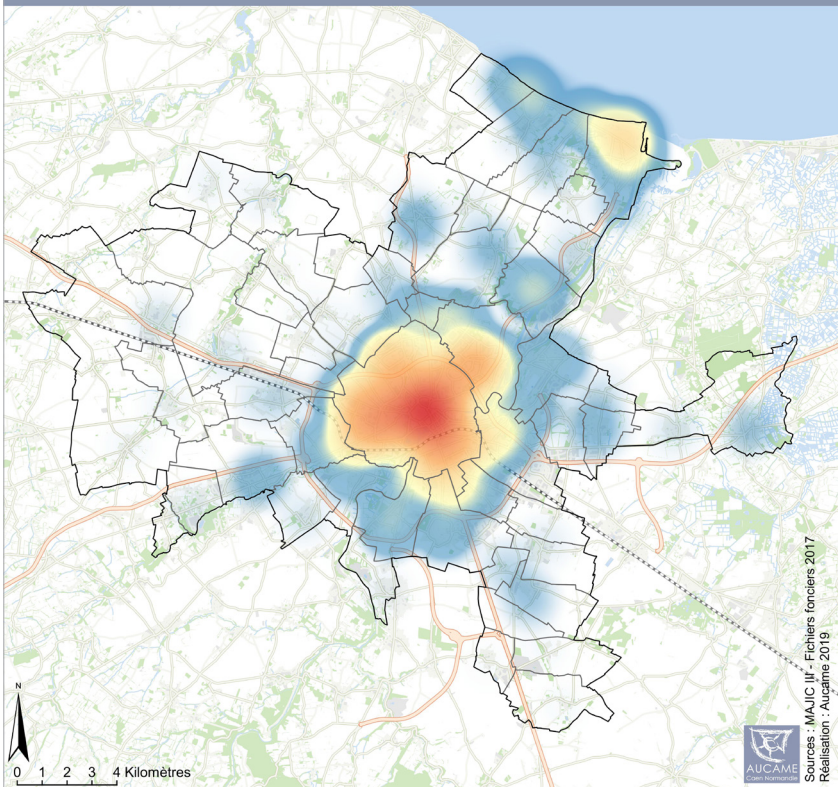 Sources : MAJIC III - Fichiers fonciers 2017
Réalisation : Aucame 2019
N
0 1 2 3 4 Kilomètres
AUCAME
Caen Normandie